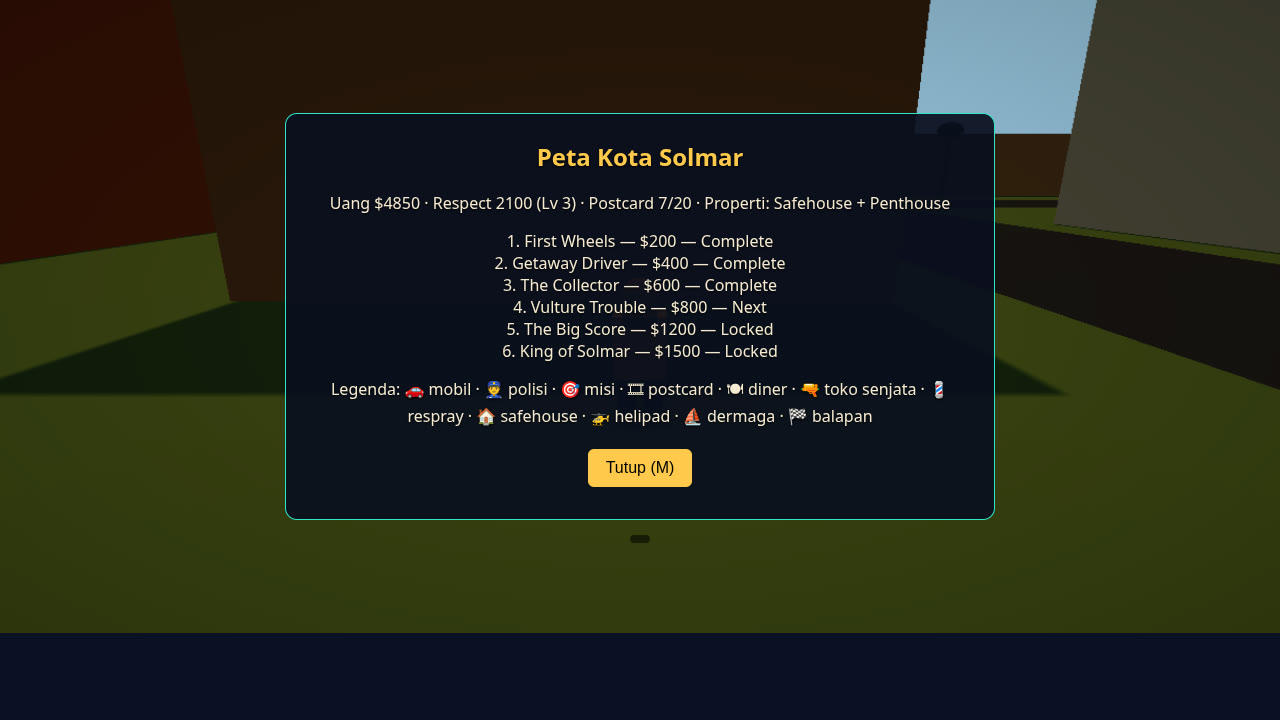 Peta Kota Solmar
Uang $4850 · Respect 2100 (Lv 3) · Postcard 7/20 · Properti: Safehouse + Penthouse
1. First Wheels — $200 — Complete
2. Getaway Driver — $400 — Complete
3. The Collector — $600 — Complete
4. Vulture Trouble — $800 — Next
5. The Big Score — $1200 — Locked
6. King of Solmar — $1500 — Locked
Legenda: 🚗 mobil · 👮 polisi · 🎯 misi · 🎞 postcard · 🍽 diner · 🔫 toko senjata · 💈
respray · 🏠 safehouse · 🚁 helipad · ⛵ dermaga · 🏁 balapan
Tutup (M)